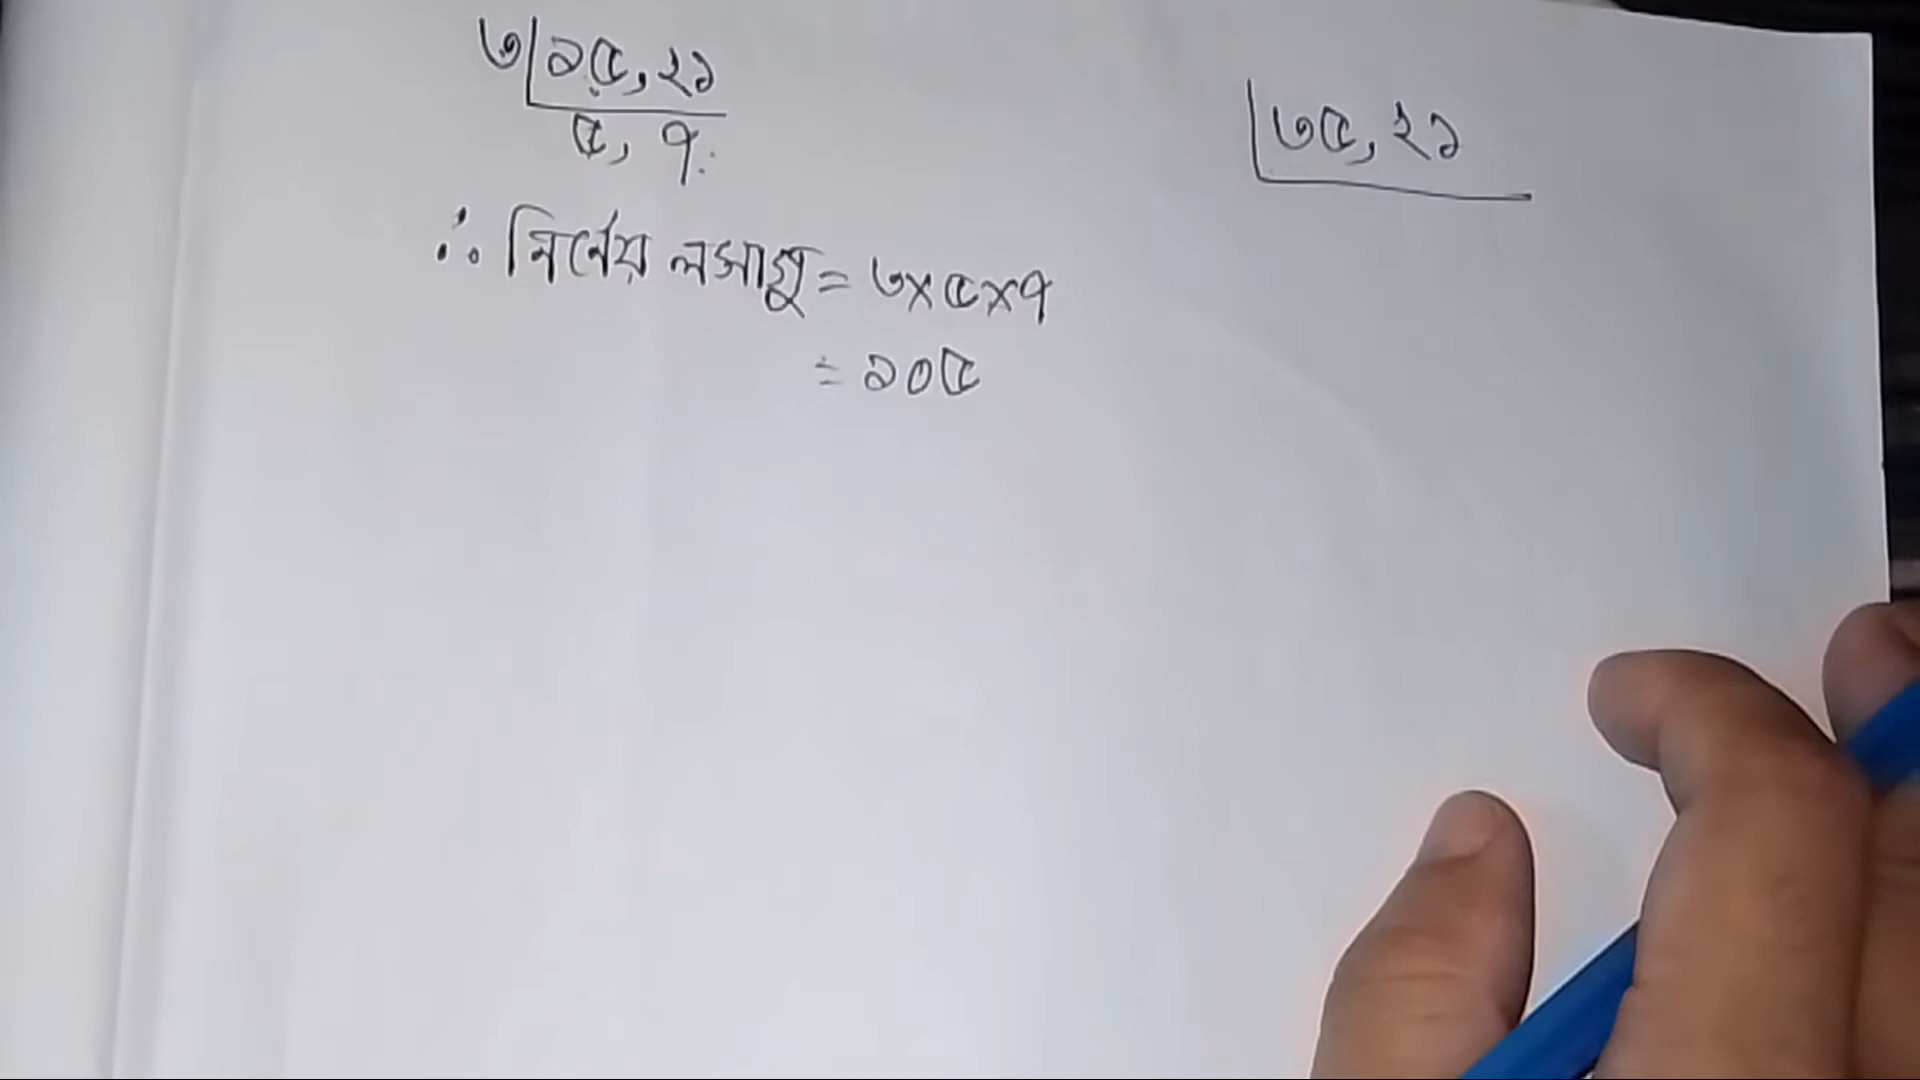 ৩ ১৫, ২১
৫, ৭
∴ নির্নেয় লসাগু = ৩×৫×৭
= ১০৫
৩৫, ২১